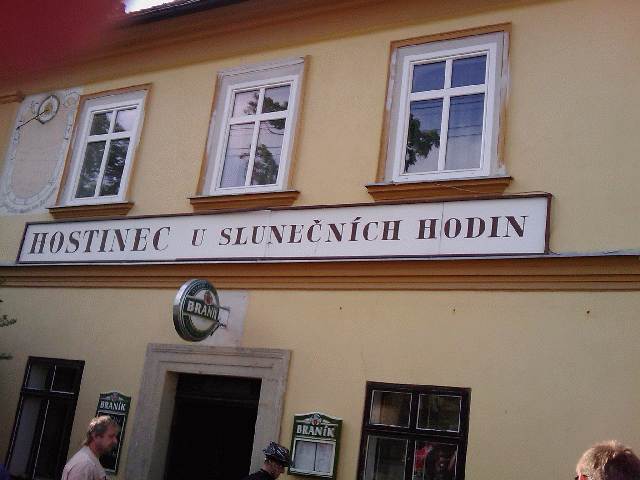 HOSTINEC U SLUNEČNÍCH HODIN
BRANÍK
BRANÍK
BRANÍK